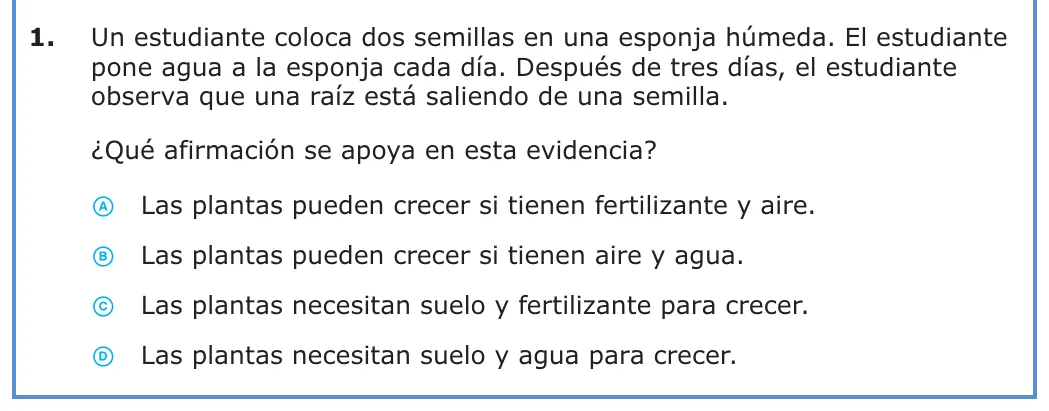 1. Un estudiante coloca dos semillas en una esponja húmeda. El estudiante
pone agua a la esponja cada día. Después de tres días, el estudiante
observa que una raíz está saliendo de una semilla.
¿Qué afirmación se apoya en esta evidencia?
A Las plantas pueden crecer si tienen fertilizante y aire.
B Las plantas pueden crecer si tienen aire y agua.
C Las plantas necesitan suelo y fertilizante para crecer.
D Las plantas necesitan suelo y agua para crecer.